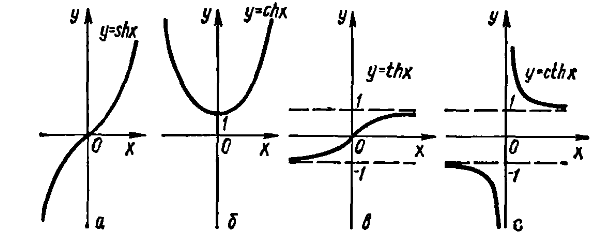 y y=shx
0 x
а
y y=chx
1
0 x
б
y
y=thx
1
0 x
-1
в
y
y=cthx
1
0 x
-1
с